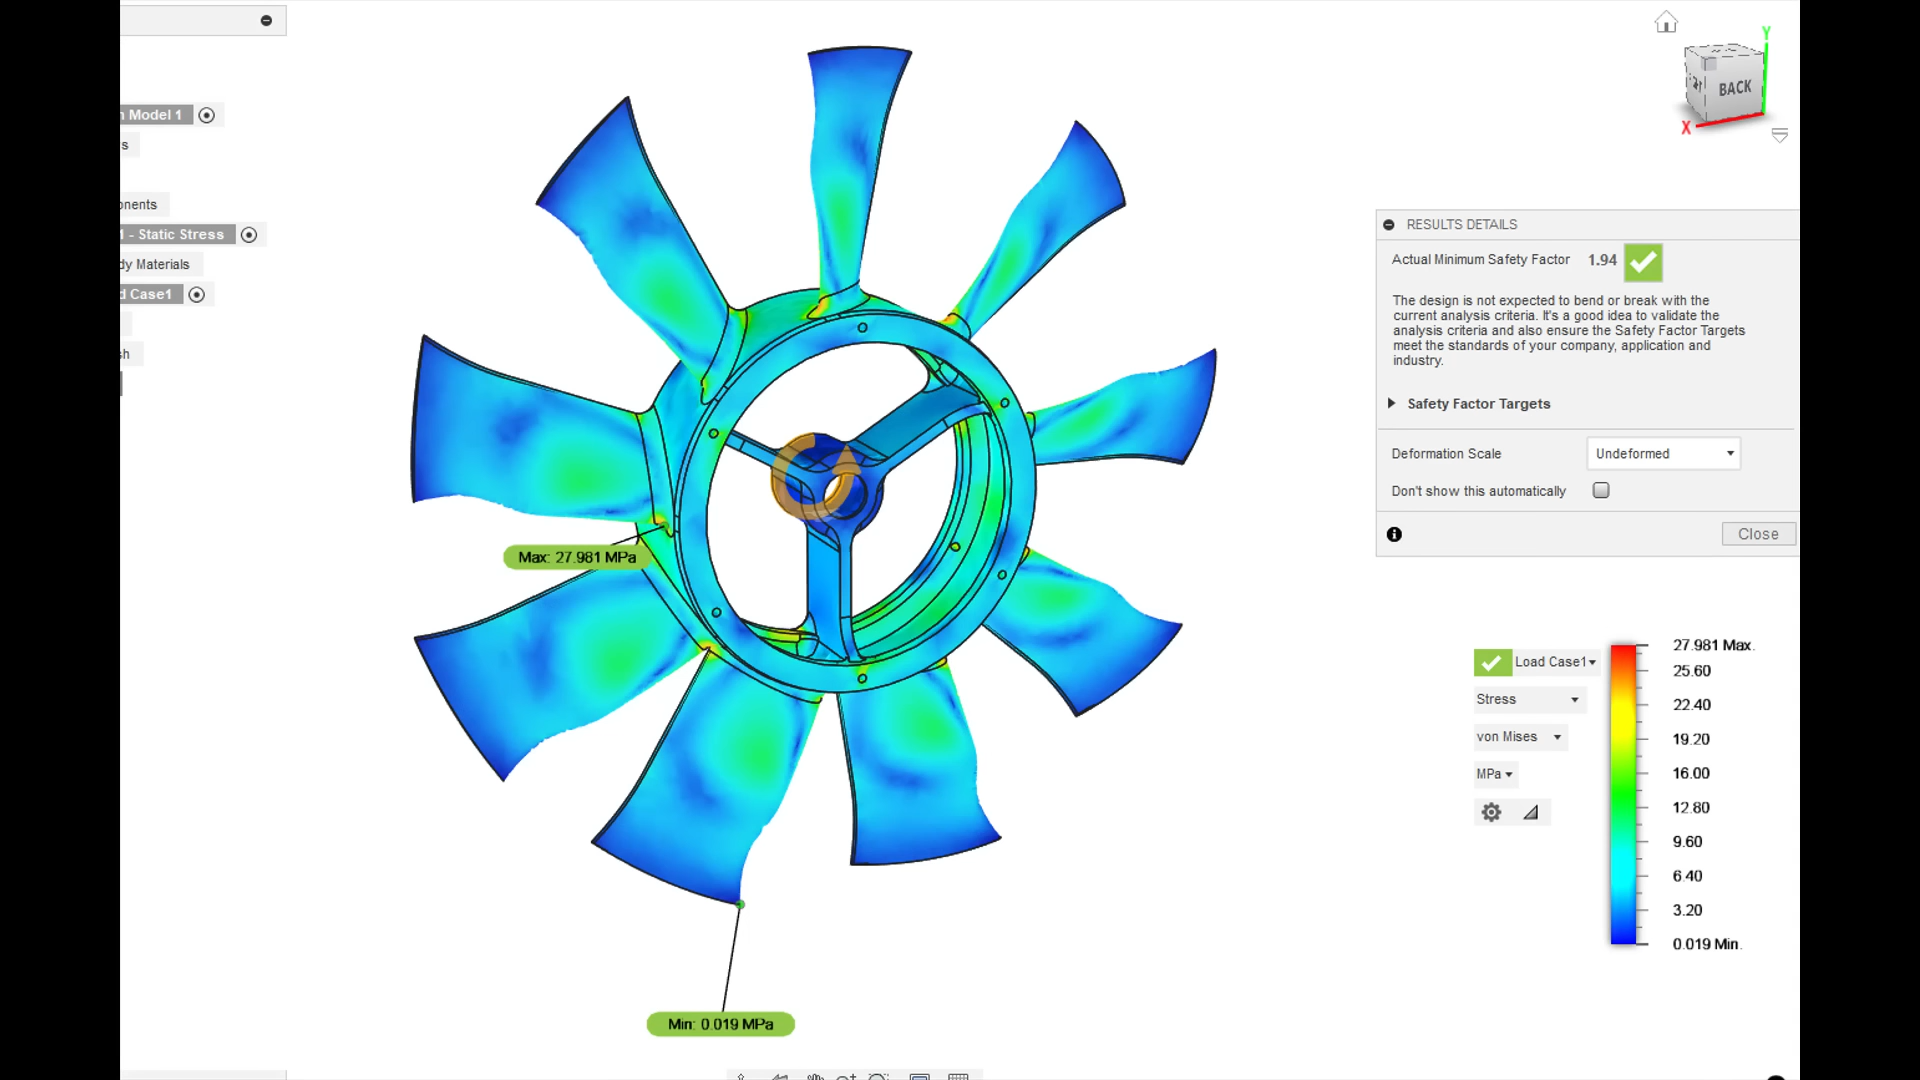 n Model 1
s
onents
1 - Static Stress
dy Materials
d Case1
sh
Max: 27.981 MPa
Min: 0.019 MPa
Y
BACK
X
RESULTS DETAILS
Actual Minimum Safety Factor 1.94
The design is not expected to bend or break with the
current analysis criteria. It's a good idea to validate the
analysis criteria and also ensure the Safety Factor Targets
meet the standards of your company, application and
industry.
Safety Factor Targets
Deformation Scale Undeformed
Don't show this automatically
Close
Load Case1
Stress
von Mises
MPa
27.981 Max.
25.60
22.40
19.20
16.00
12.80
9.60
6.40
3.20
0.019 Min.